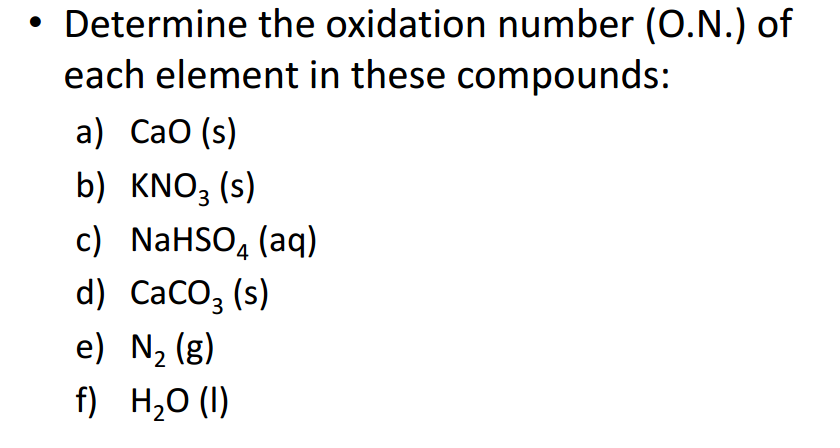 • Determine the oxidation number (O.N.) of
each element in these compounds:
a) CaO (s)
b) KNO₃ (s)
c) NaHSO₄ (aq)
d) CaCO₃ (s)
e) N₂ (g)
f) H₂O (l)